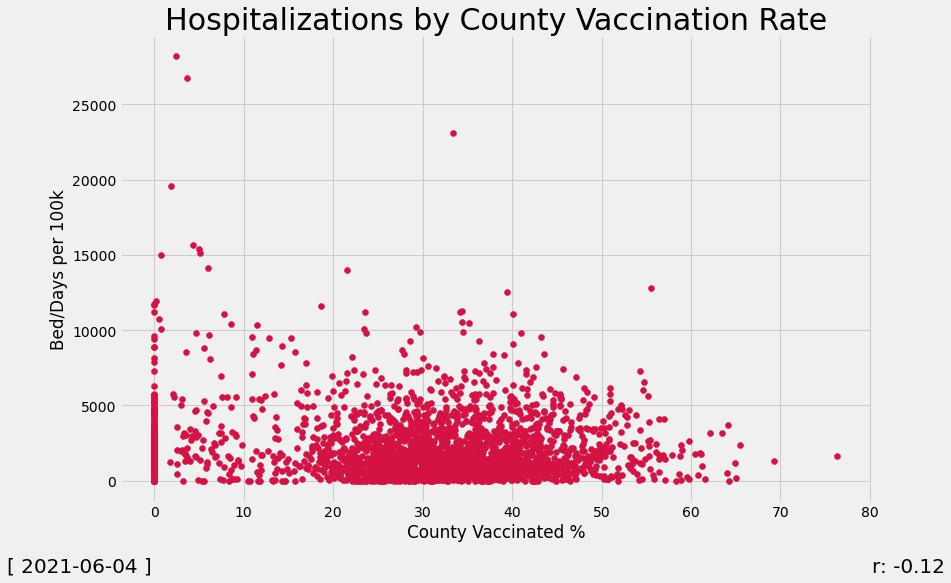 Hospitalizations by County Vaccination Rate
25000
20000
15000
10000
5000
0
Bed/Days per 100k
0 10 20 30 40 50 60 70 80
County Vaccinated %
[ 2021-06-04 ] r: -0.12